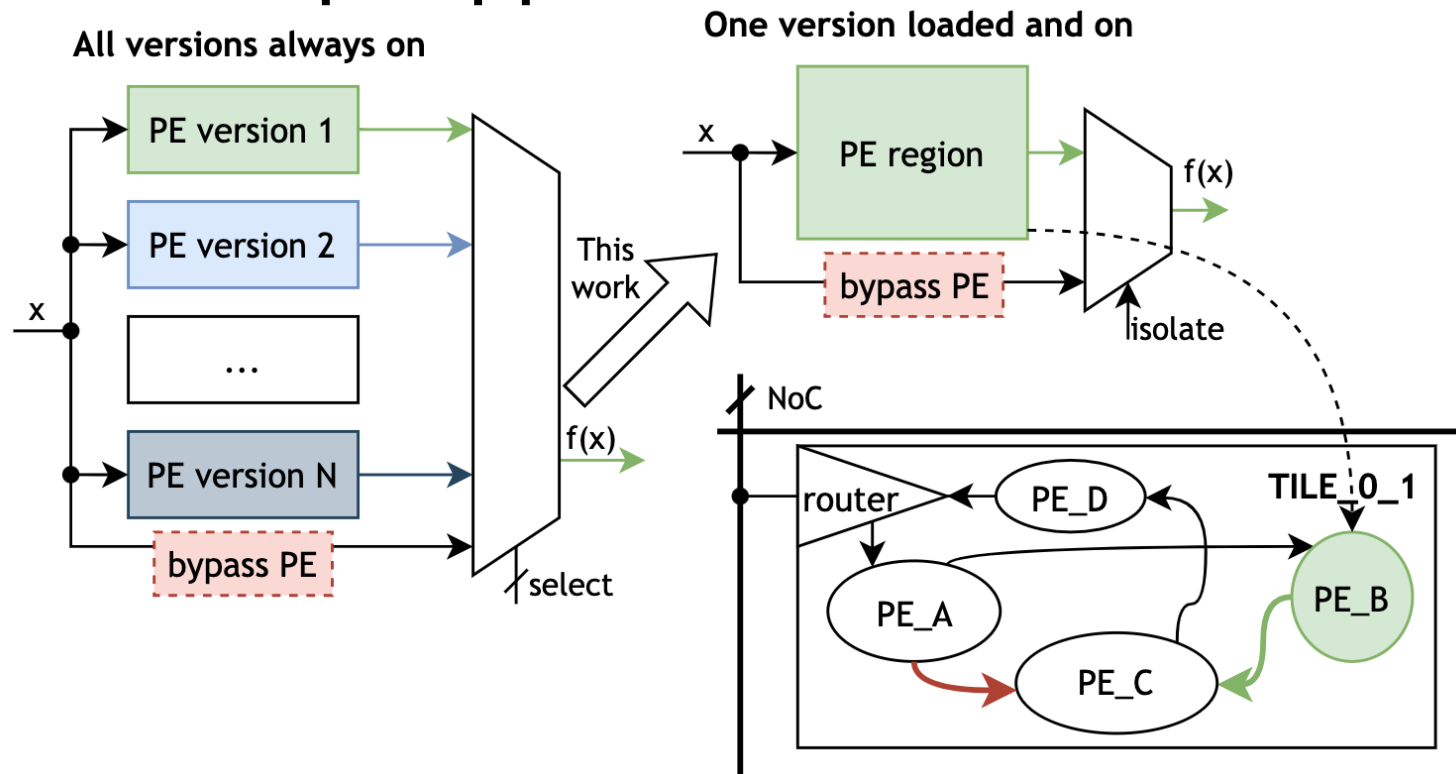 All versions always on
PE version 1
PE version 2
...
PE version N
bypass PE
x
select
f(x)
This
work
One version loaded and on
x
PE region
bypass PE
f(x)
isolate
NoC
TILE_0_1
router
PE_D
PE_A
PE_B
PE_C